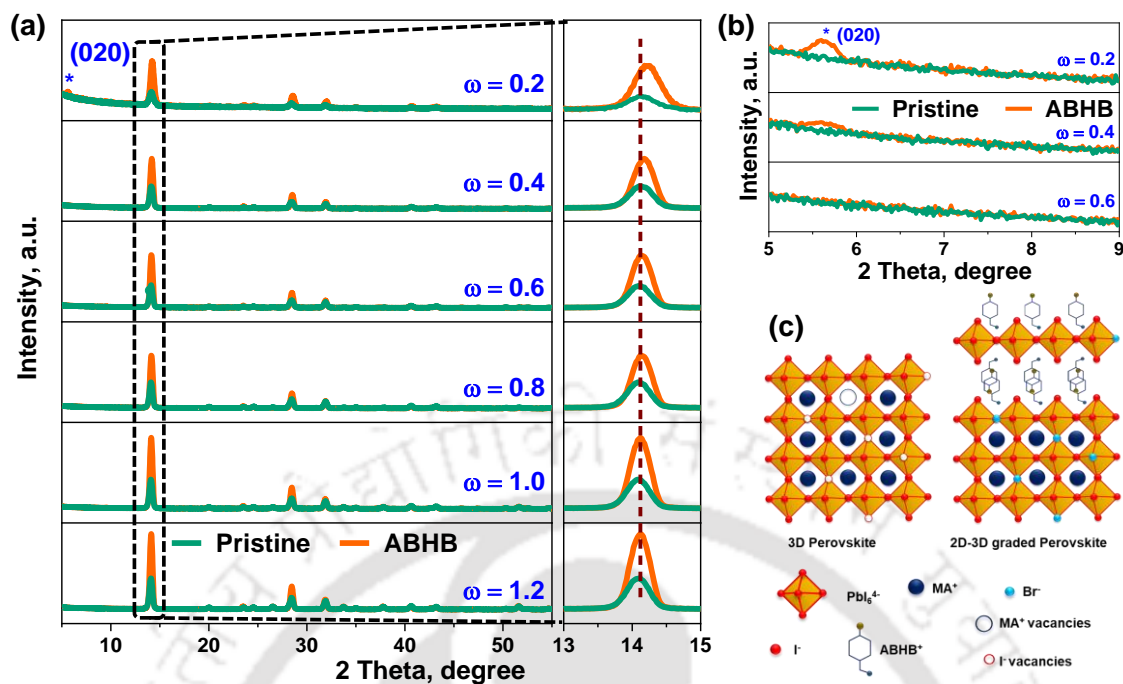 (a)
(020)
*
ω = 0.2
ω = 0.4
ω = 0.6
ω = 0.8
ω = 1.0
Pristine ABHB
ω = 1.2
Intensity, a.u.
10 20 30 40 50 13 14 15
2 Theta, degree
(b)
* (020)
ω = 0.2
Pristine ABHB
ω = 0.4
ω = 0.6
Intensity, a.u.
5 6 7 8 9
2 Theta, degree
(c)
3D Perovskite
2D-3D graded Perovskite
PbI₆⁴⁻
MA⁺
Br⁻
MA⁺ vacancies
I⁻
ABHB⁺
I⁻ vacancies